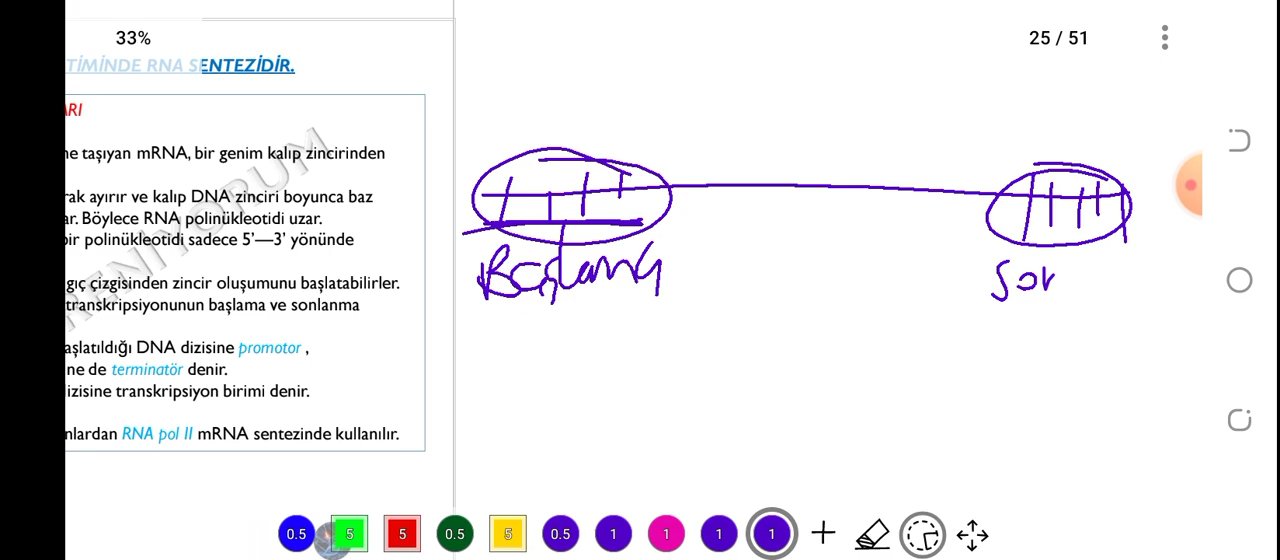 33%
25 / 51
TİMİNDE RNA SENTEZİDİR.
ARI
ne taşıyan mRNA, bir genim kalıp zincirinden
rak ayırır ve kalıp DNA zinciri boyunca baz
ar. Böylece RNA polinükleotidi uzar.
bir polinükleotidi sadece 5'—3' yönünde
gıç çizgisinden zincir oluşumunu başlatabilirler.
transkripsiyonunun başlama ve sonlanma
aşlatıldığı DNA dizisine promotor ,
ne de terminatör denir.
izisine transkripsiyon birimi denir.
nlardan RNA pol II mRNA sentezinde kullanılır.
RENİYORUM
Başlama
Son
0.5 5 5 0.5 5 0.5 1 1 1 1